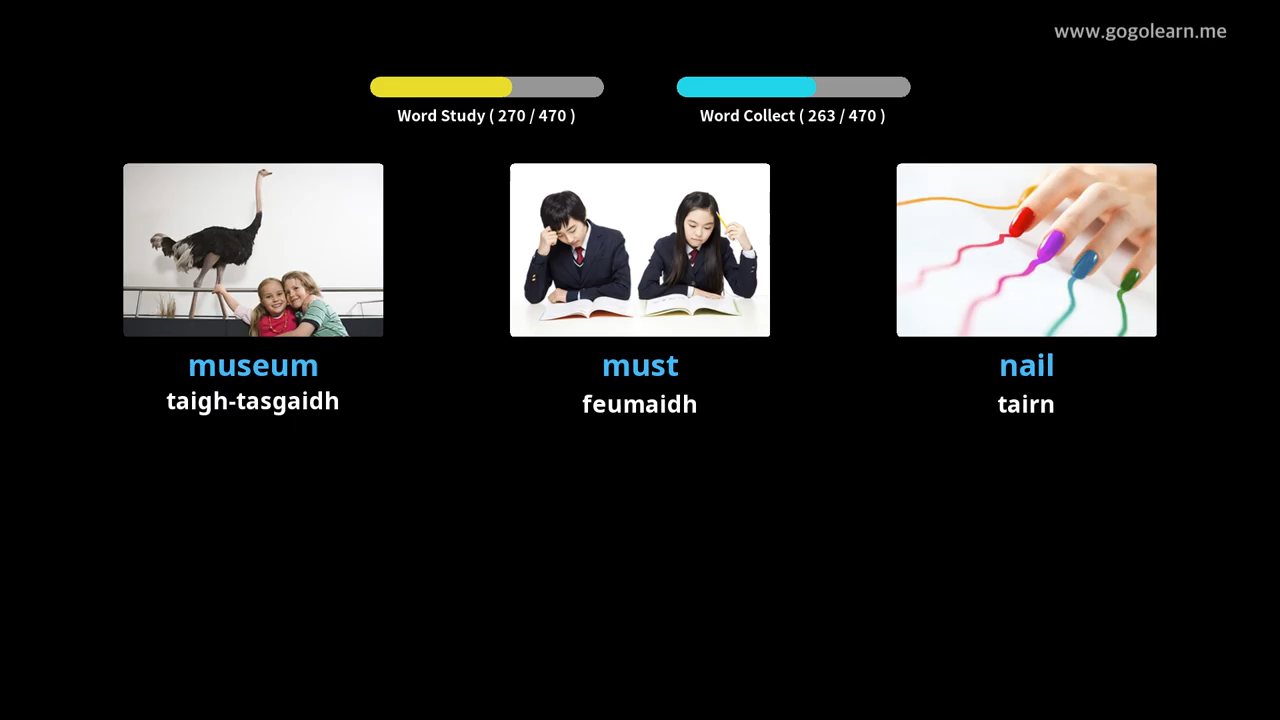 www.gogolearn.me
Word Study ( 270 / 470 )
Word Collect ( 263 / 470 )
museum
must
nail
taigh-tasgaidh
feumaidh
tairn